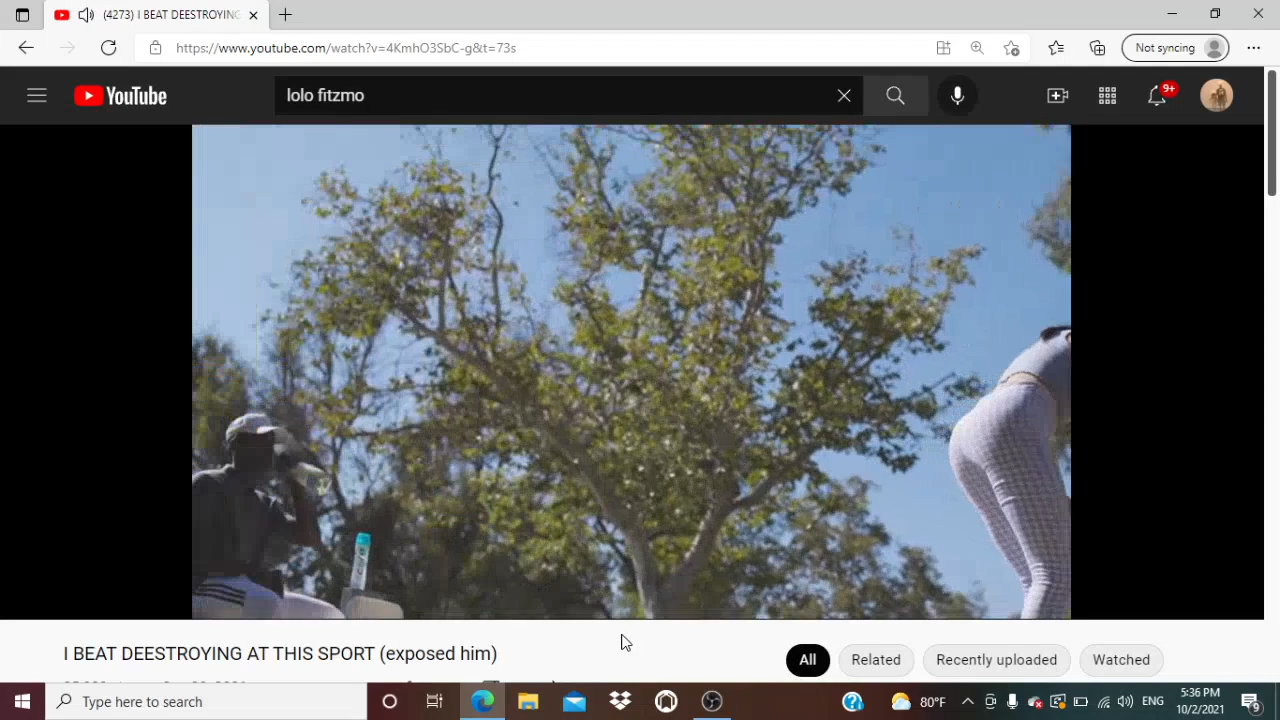 (4273) I BEAT DEESTROYING
https://www.youtube.com/watch?v=4KmhO3SbC-g&t=73s
Not syncing
YouTube
lolo fitzmo
9+
I BEAT DEESTROYING AT THIS SPORT (exposed him)
All
Related
Recently uploaded
Watched
Type here to search
80°F
ENG
5:36 PM
10/2/2021
9